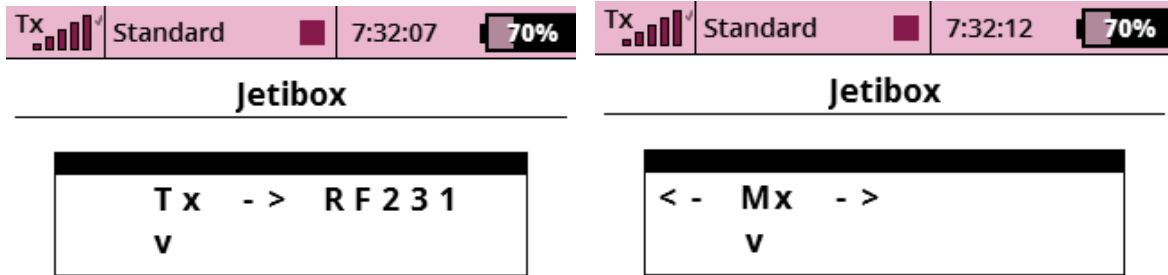 Tx Standard 7:32:07 70%
Jetibox
Tx -> RF231
v
Tx Standard 7:32:12 70%
Jetibox
<- Mx ->
v